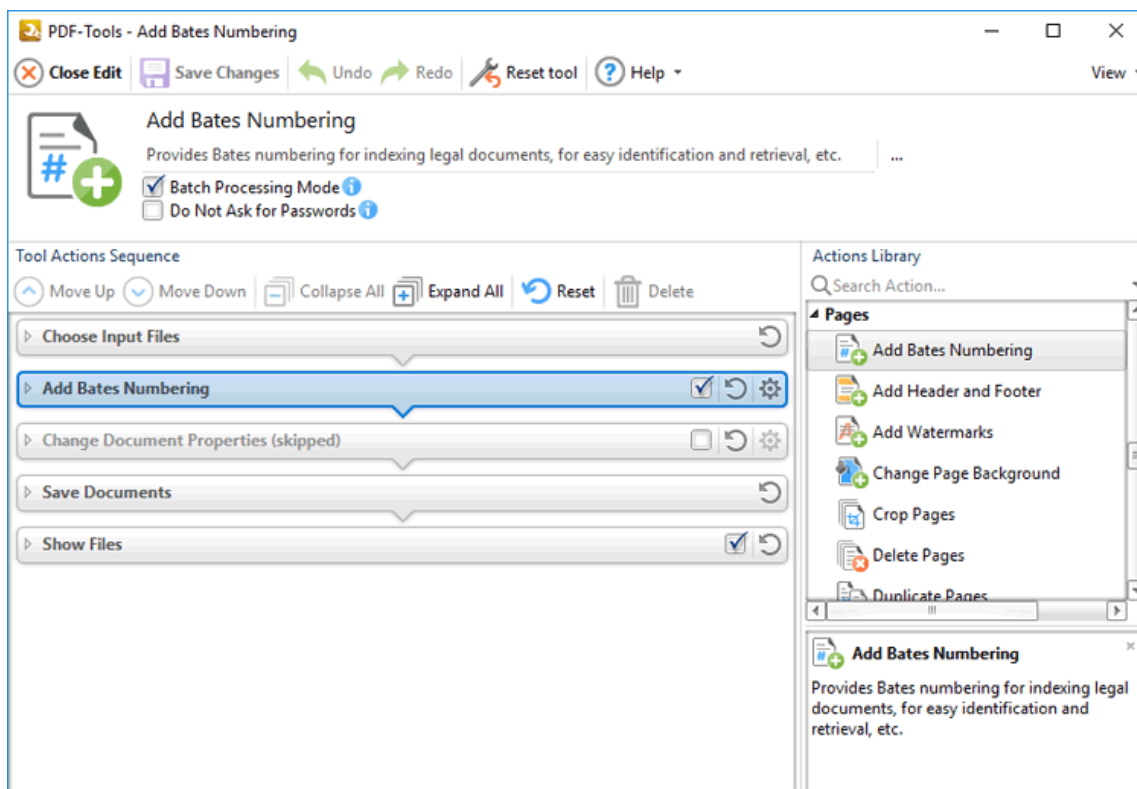 PDF-Tools - Add Bates Numbering
Close Edit Save Changes Undo Redo Reset tool ? Help View
Add Bates Numbering
# Provides Bates numbering for indexing legal documents, for easy identification and retrieval, etc. ...
Batch Processing Mode i
Do Not Ask for Passwords i
Tool Actions Sequence
Move Up Move Down Collapse All Expand All Reset Delete
Choose Input Files
Add Bates Numbering
Change Document Properties (skipped)
Save Documents
Show Files
Actions Library
Search Action...
Pages
# Add Bates Numbering
Add Header and Footer
Add Watermarks
Change Page Background
Crop Pages
Delete Pages
Duplicate Pages
# Add Bates Numbering
Provides Bates numbering for indexing legal
documents, for easy identification and
retrieval, etc.